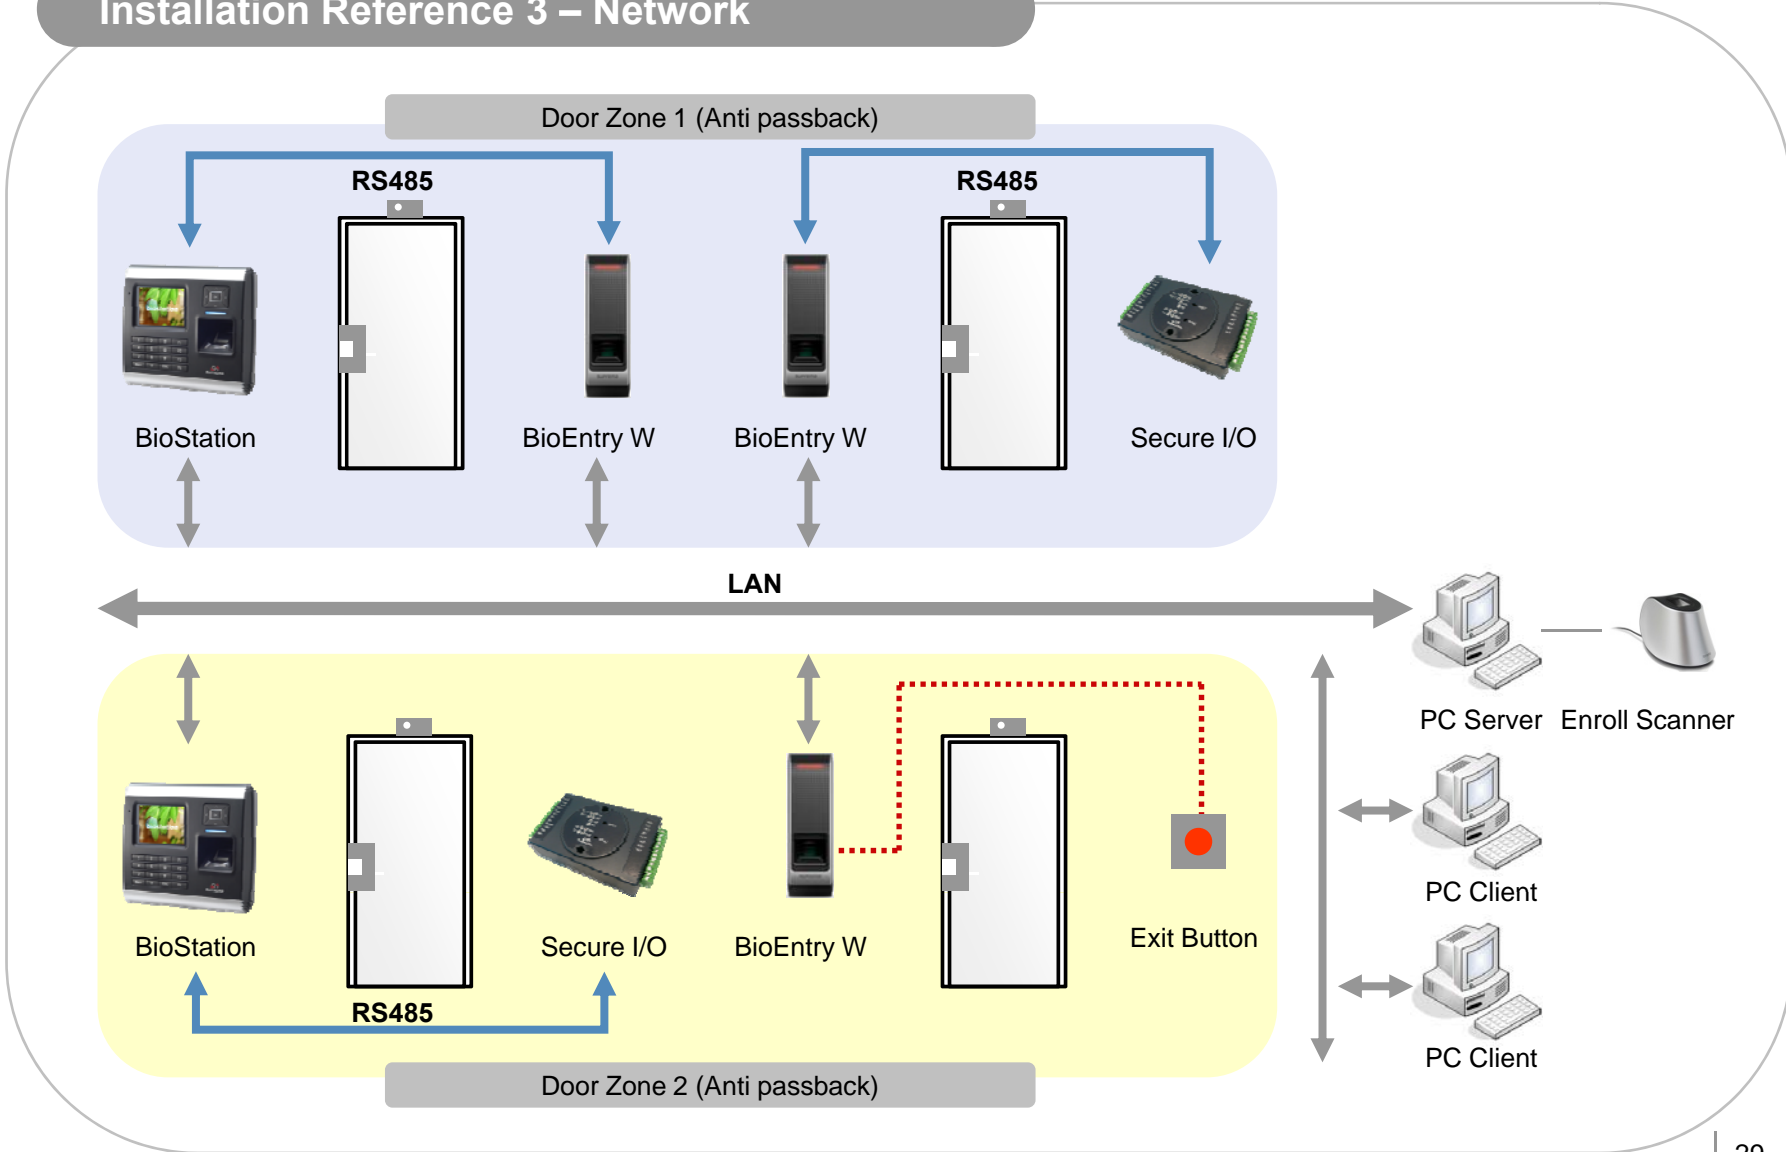 Installation Reference 3 – Network
Door Zone 1 (Anti passback)
RS485
RS485
BioStation
BioEntry W
BioEntry W
Secure I/O
LAN
PC Server
Enroll Scanner
PC Client
BioStation
Secure I/O
BioEntry W
Exit Button
RS485
PC Client
Door Zone 2 (Anti passback)